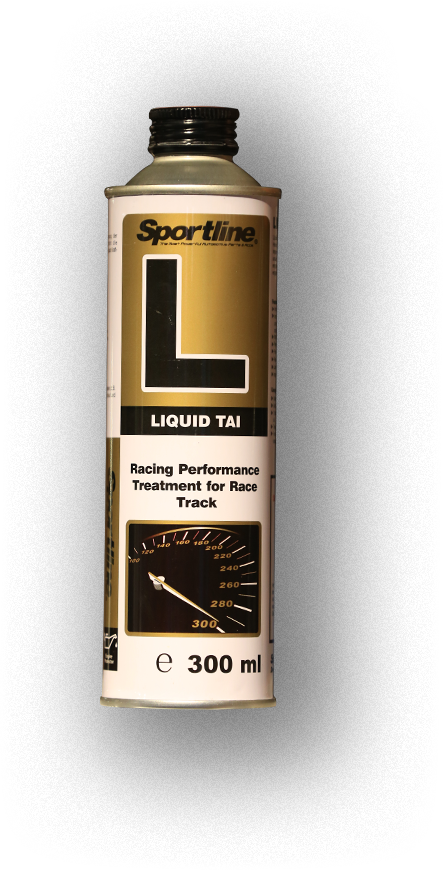 Sportline®
L
LIQUID TAI
Racing Performance
Treatment for Race
Track
100 120 140 160 180 200
220
240
260
280
300
e 300 ml